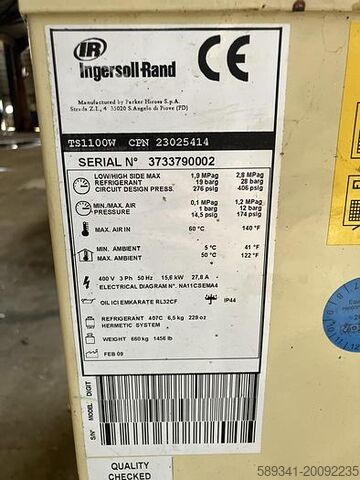 IR
Ingersoll-Rand
CE
Manufactured by Parker Hiross S.p.A.
Strada Z.I., 4 35020 S.Angelo di Piove (PD)
TS1100W CPN 23025414
SERIAL N° 3733790002
LOW/HIGH SIDE MAX 1,9 MPag 2,8 MPag
REFRIGERANT 19 barg 28 barg
CIRCUIT DESIGN PRESS 276 psig 406 psig
MIN./MAX. AIR 0,1 MPag 1,2 MPag
PRESSURE 1 barg 12 barg
14,5 psig 174 psig
MAX AIR IN 60 °C 140 °F
MIN. AMBIENT 5 °C 41 °F
MAX. AMBIENT 50 °C 122 °F
400 V 3 Ph 50 Hz 15,6 kW 27,8 A
ELECTRICAL DIAGRAM N° NA11CSEMA4
OIL ICI EMKARATE RL32CF IP44
REFRIGERANT 407C 6,5 kg 229 oz
HERMETIC SYSTEM
WEIGHT 660 kg 1456 lb
FEB 09
S/N MODEL DIGIT
QUALITY
CHECKED
589341-20092235